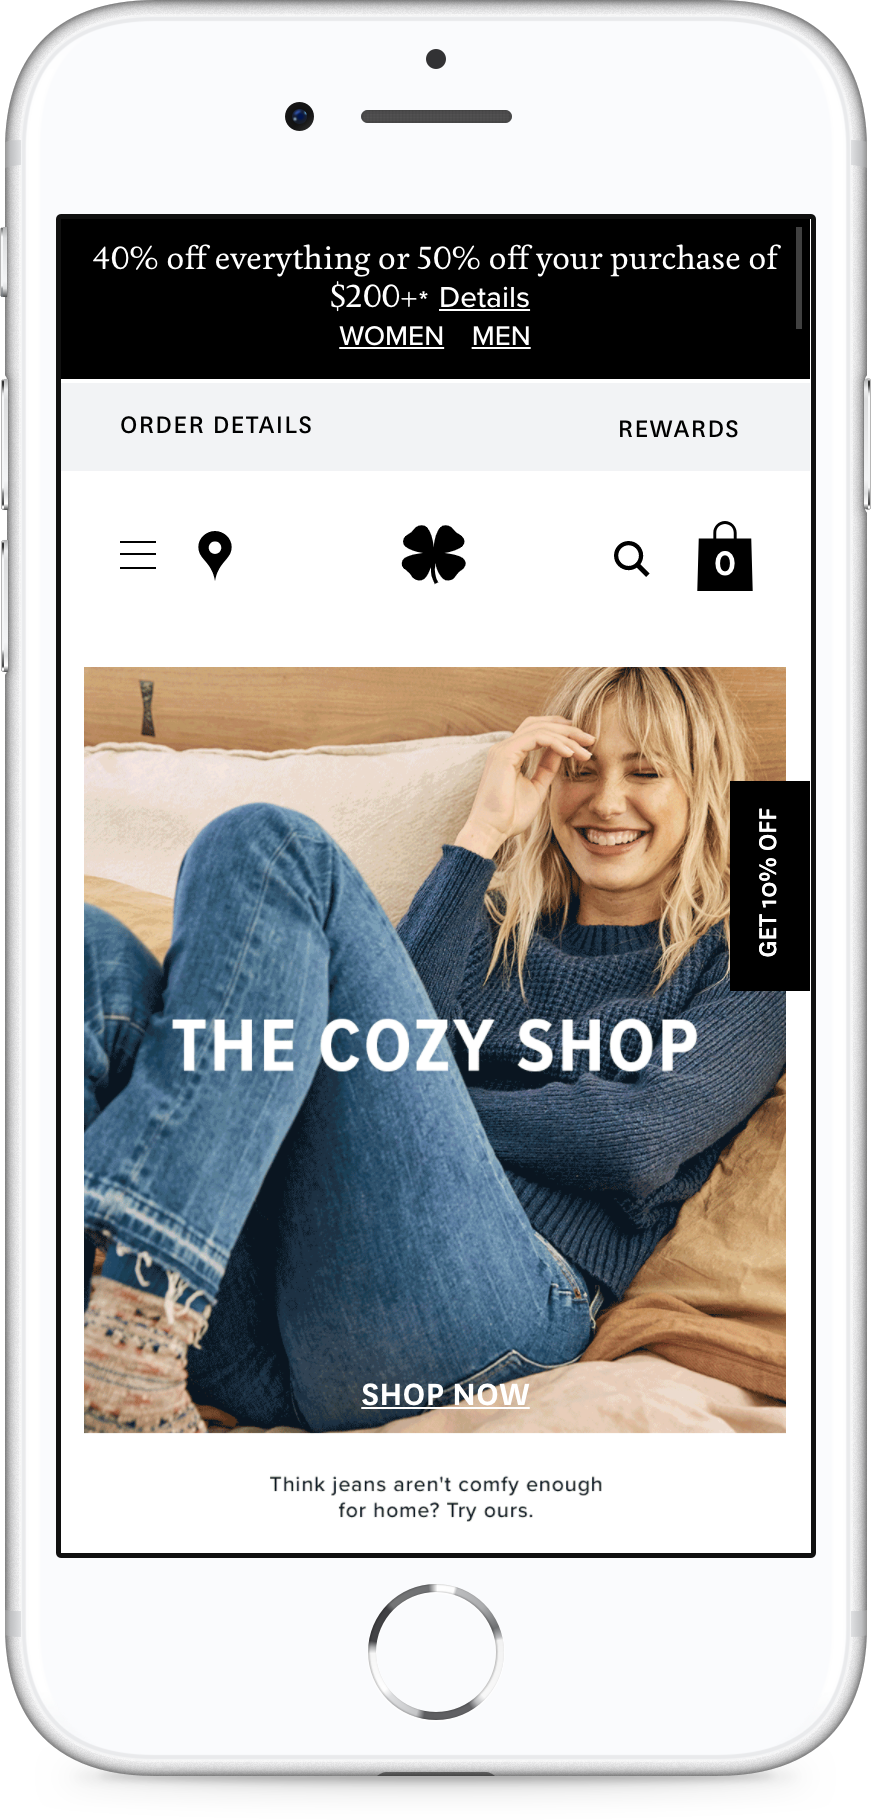 40% off everything or 50% off your purchase of
$200+* Details
WOMEN MEN
ORDER DETAILS
REWARDS
0
GET 10% OFF
THE COZY SHOP
SHOP NOW
Think jeans aren't comfy enough
for home? Try ours.